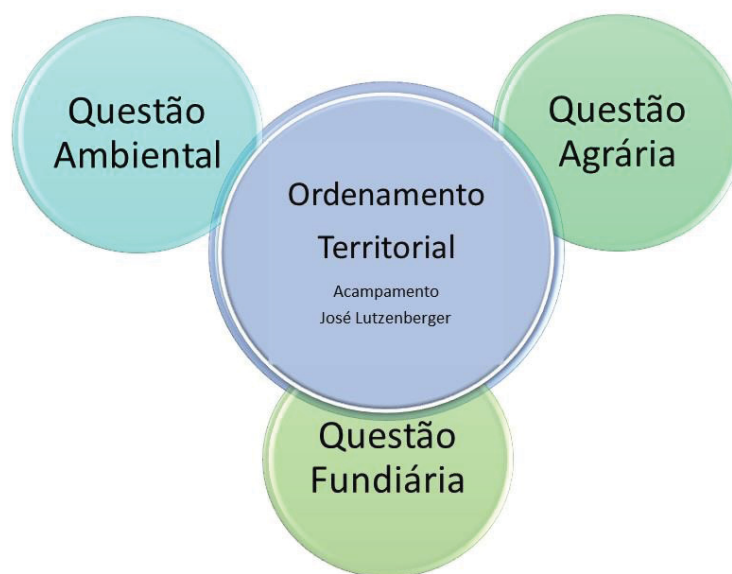 Questão
Ambiental
Questão
Agrária
Ordenamento
Territorial
Acampamento
José Lutzenberger
Questão
Fundiária